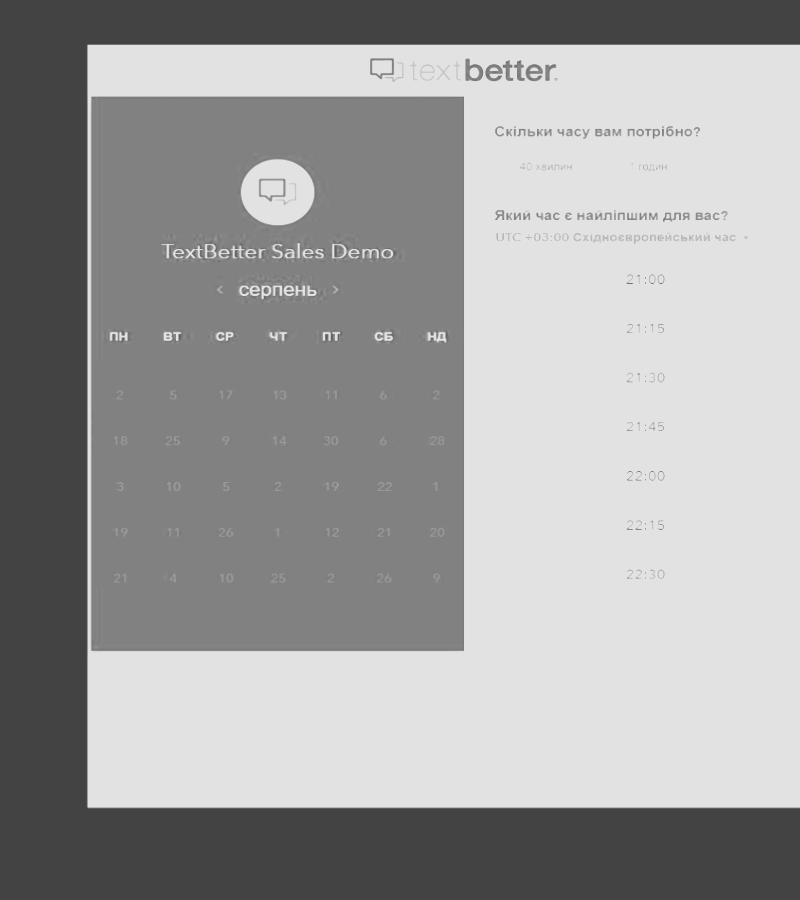 textbetter.
TextBetter Sales Demo
‹ серпень ›
ПН ВТ СР ЧТ ПТ СБ НД
2 5 17 13 11 6 2
18 25 9 14 30 6 28
3 10 5 2 19 22 1
19 11 26 1 12 21 20
21 4 10 25 2 26 9
Скільки часу вам потрібно?
40 хвилин 1 годин
Який час є найліпшим для вас?
UTC +03:00 Східноєвропейський час
21:00
21:15
21:30
21:45
22:00
22:15
22:30